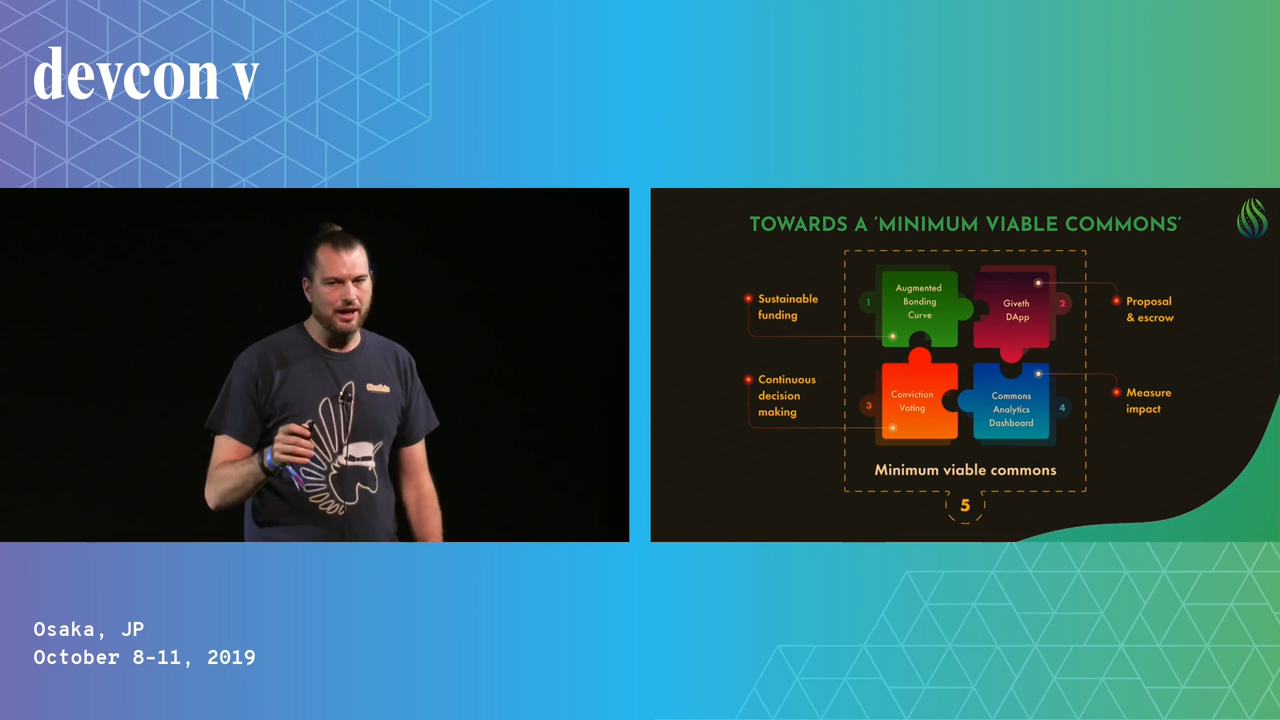 devcon v
TOWARDS A 'MINIMUM VIABLE COMMONS'
Sustainable
funding
1
Augmented
Bonding
Curve
Giveth
DApp
2
Proposal
& escrow
Continuous
decision
making
3
Conviction
Voting
Commons
Analytics
Dashboard
4
Measure
impact
Minimum viable commons
5
Osaka, JP
October 8-11, 2019